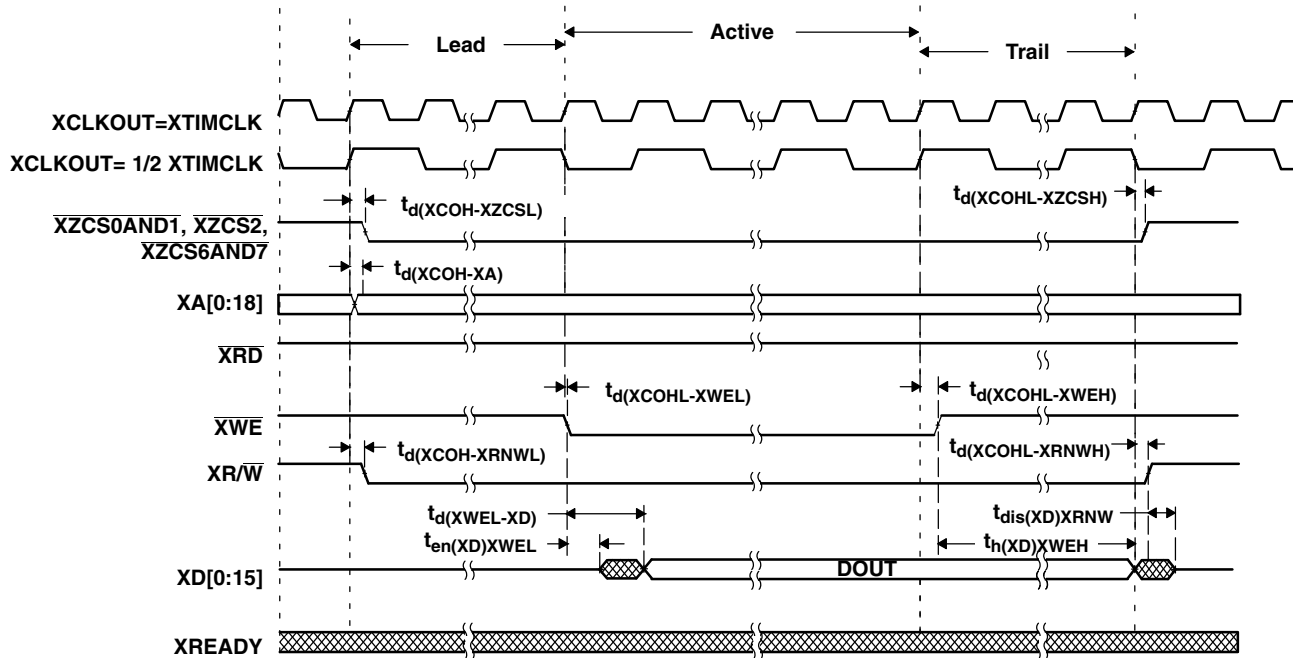 Lead
Active
Trail
XCLKOUT=XTIMCLK
XCLKOUT= 1/2 XTIMCLK
td(XCOH-XZCSL)
td(XCOHL-XZCSH)
XZCS0AND1, XZCS2,
XZCS6AND7
td(XCOH-XA)
XA[0:18]
XRD
td(XCOHL-XWEL)
td(XCOHL-XWEH)
XWE
td(XCOH-XRNWL)
td(XCOHL-XRNWH)
XR/W
td(XWEL-XD)
tdis(XD)XRNW
ten(XD)XWEL
th(XD)XWEH
XD[0:15]
DOUT
XREADY